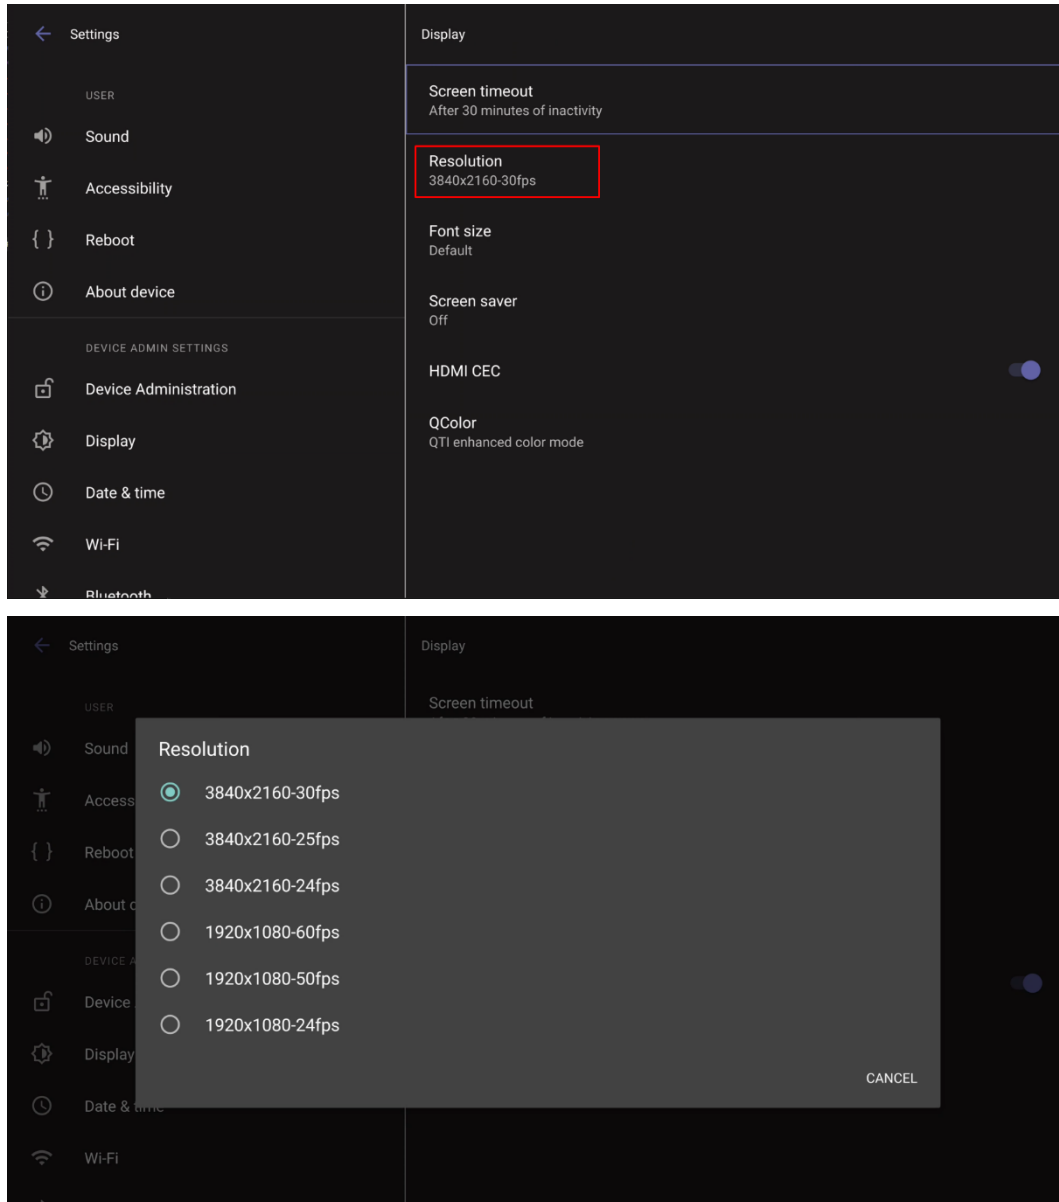 Settings
USER
Sound
Accessibility
{ } Reboot
About device
DEVICE ADMIN SETTINGS
Device Administration
Display
Date & time
Wi-Fi
Bluetooth
Display
Screen timeout
After 30 minutes of inactivity
Resolution
3840x2160-30fps
Font size
Default
Screen saver
Off
HDMI CEC
QColor
QTI enhanced color mode
Settings
USER
Sound
Access
{ } Reboot
About
Device
Display
Date &
Wi-Fi
Display
Screen timeout
Resolution
3840x2160-30fps
3840x2160-25fps
3840x2160-24fps
1920x1080-60fps
1920x1080-50fps
1920x1080-24fps
CANCEL